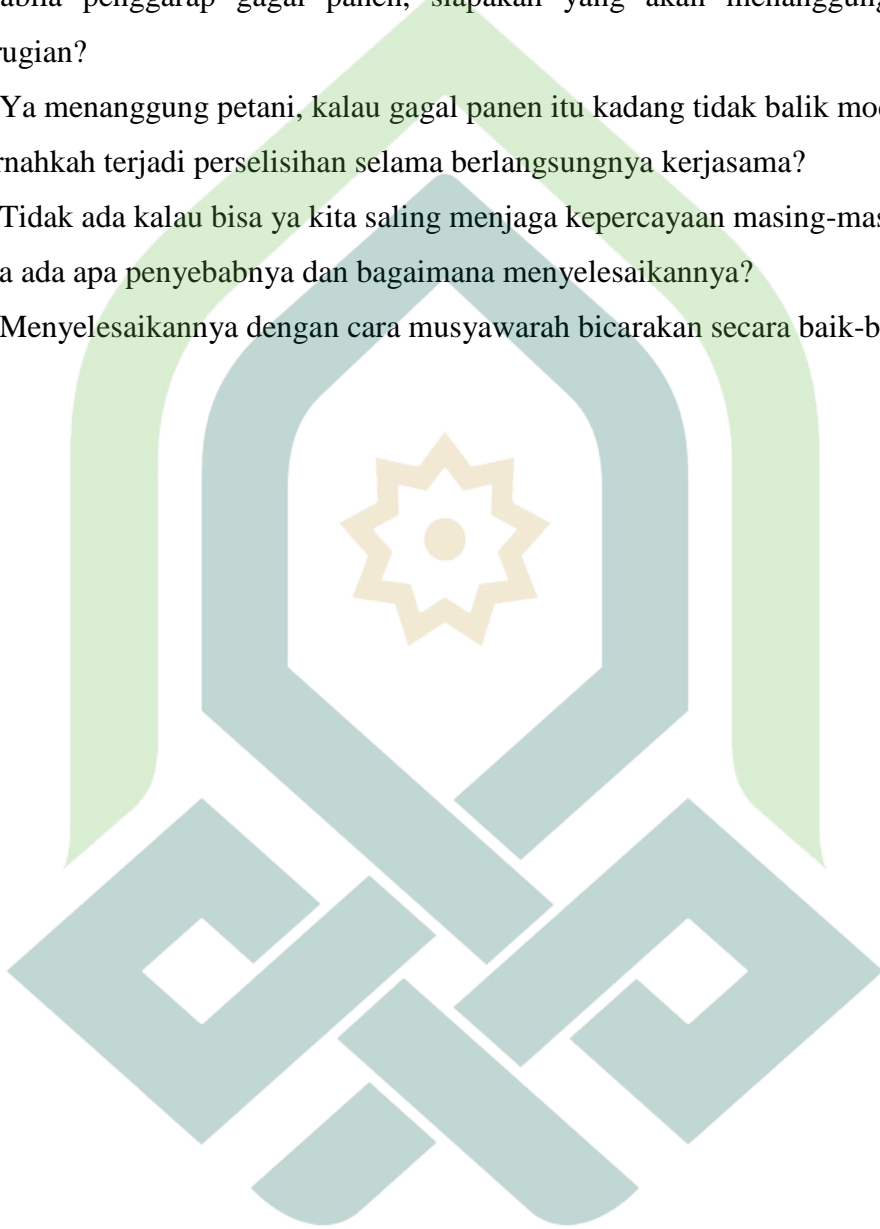 penggarap gagal panen, siapakah yang akan menanggung
rugian?
Ya menanggung petani, kalau gagal panen itu kadang tidak balik mo
rnahkah terjadi perselisihan selama berlangsungnya kerjasama?
Tidak ada kalau bisa ya kita saling menjaga kepercayaan masing-mas
a ada apa penyebabnya dan bagaimana menyelesaikannya?
Menyelesaikannya dengan cara musyawarah bicarakan secara baik-b